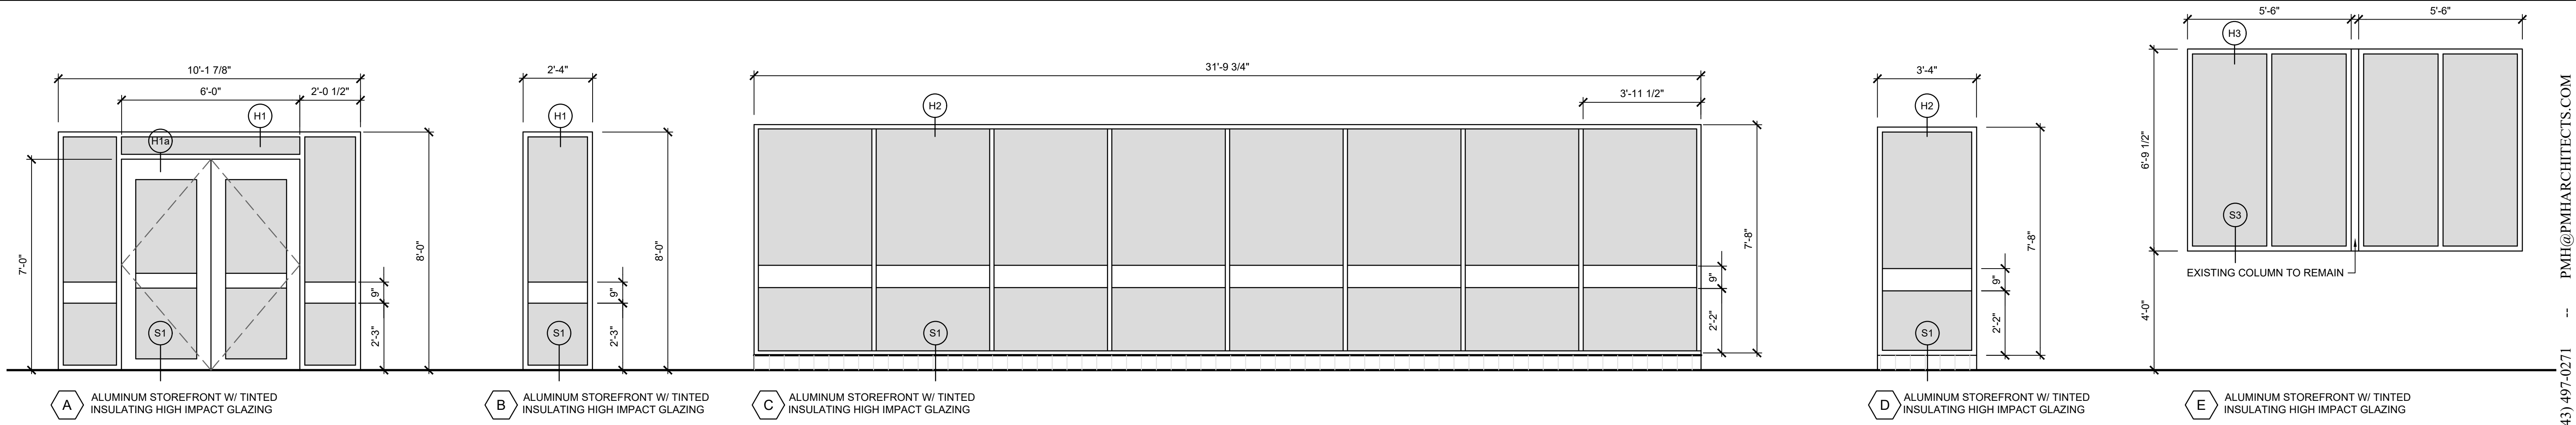 10'-1 7/8"
6'-0"
2'-0 1/2"
H1
H1a
7'-0"
8'-0"
9"
2'-3"
S1
A
ALUMINUM STOREFRONT W/ TINTED
INSULATING HIGH IMPACT GLAZING
2'-4"
H1
8'-0"
9"
2'-3"
S1
B
ALUMINUM STOREFRONT W/ TINTED
INSULATING HIGH IMPACT GLAZING
31'-9 3/4"
3'-11 1/2"
H2
7'-8"
9"
2'-2"
S1
C
ALUMINUM STOREFRONT W/ TINTED
INSULATING HIGH IMPACT GLAZING
3'-4"
H2
7'-8"
9"
2'-2"
S1
D
ALUMINUM STOREFRONT W/ TINTED
INSULATING HIGH IMPACT GLAZING
5'-6"
5'-6"
H3
6'-9 1/2"
S3
EXISTING COLUMN TO REMAIN
4'-0"
E
ALUMINUM STOREFRONT W/ TINTED
INSULATING HIGH IMPACT GLAZING
43) 497-0271 -- PMH@PMHARCHITECTS.COM